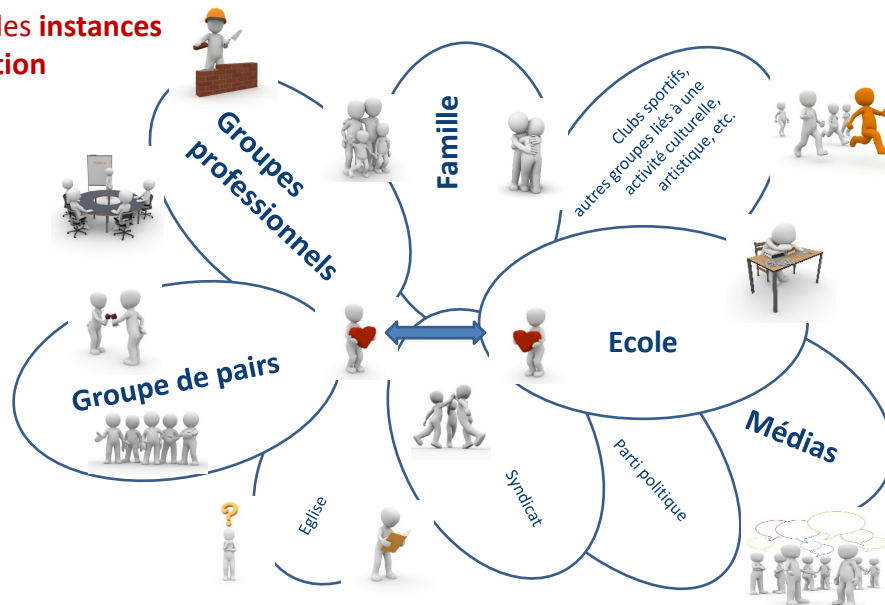 les instances
tion
Groupes
professionnels
Famille
Clubs sportifs,
autres groupes liés à une
activité culturelle,
artistique, etc.
Ecole
Groupe de pairs
Médias
Eglise
Syndicat
Parti politique